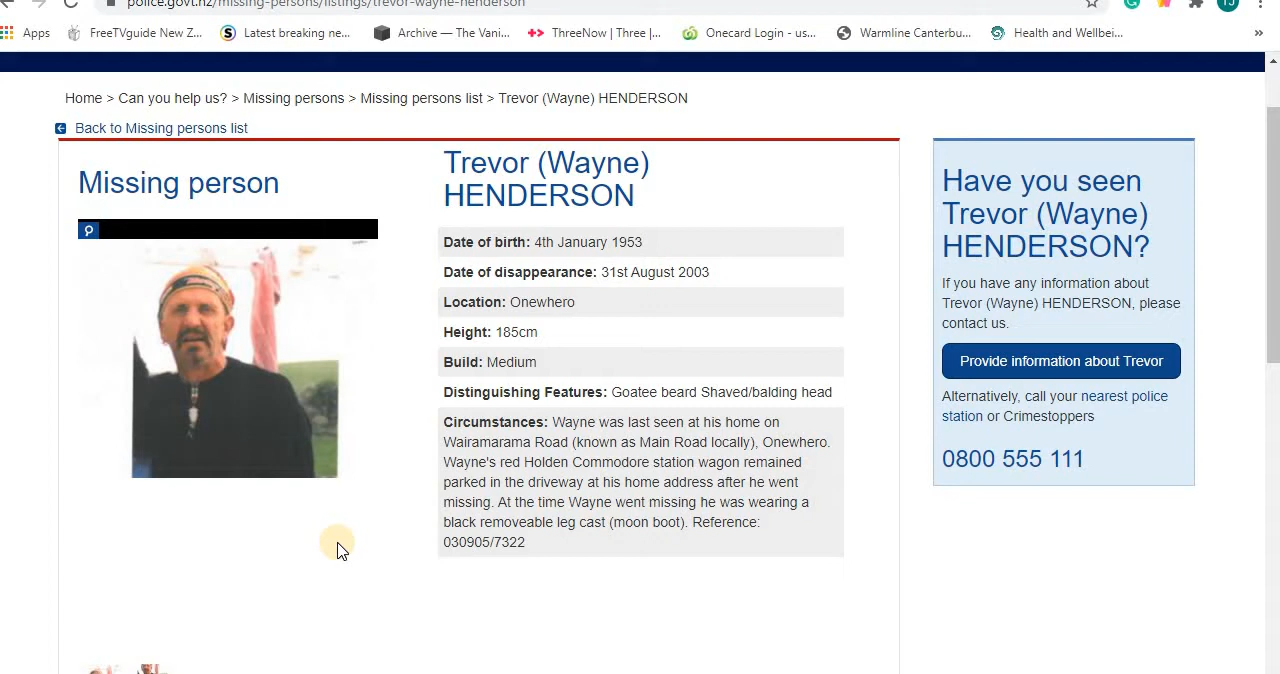 police.govt.nz/missing-persons/listings/trevor-wayne-henderson
Apps FreeTVguide New Z... Latest breaking ne... Archive — The Vani... ThreeNow | Three |... Onecard Login - us... Warmline Canterbu... Health and Wellbei... »
Home > Can you help us? > Missing persons > Missing persons list > Trevor (Wayne) HENDERSON
Back to Missing persons list
Missing person
Trevor (Wayne)
HENDERSON
Date of birth: 4th January 1953
Date of disappearance: 31st August 2003
Location: Onewhero
Height: 185cm
Build: Medium
Distinguishing Features: Goatee beard Shaved/balding head
Circumstances: Wayne was last seen at his home on
Wairamarama Road (known as Main Road locally), Onewhero.
Wayne's red Holden Commodore station wagon remained
parked in the driveway at his home address after he went
missing. At the time Wayne went missing he was wearing a
black removeable leg cast (moon boot). Reference:
030905/7322
Have you seen
Trevor (Wayne)
HENDERSON?
If you have any information about
Trevor (Wayne) HENDERSON, please
contact us.
Provide information about Trevor
Alternatively, call your nearest police
station or Crimestoppers
0800 555 111